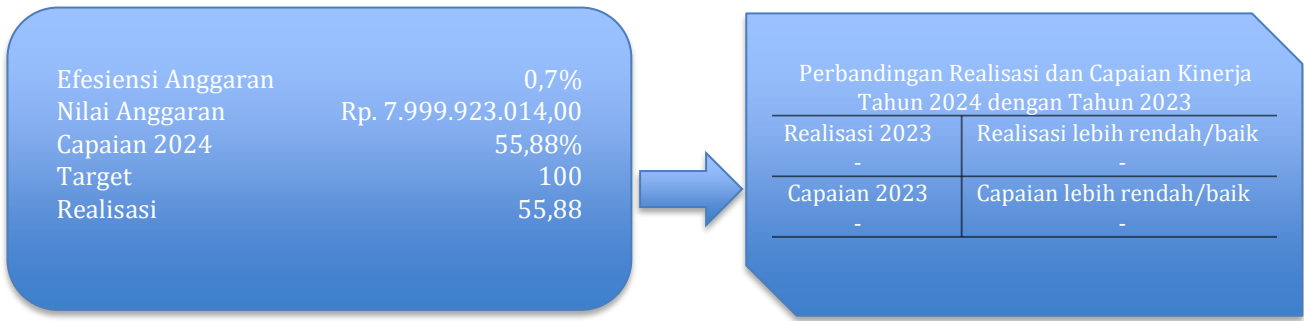 Efesiensi Anggaran 0,7%
Nilai Anggaran Rp. 7.999.923.014,00
Capaian 2024 55,88%
Target 100
Realisasi 55,88
Perbandingan Realisasi dan Capaian Kinerja
Tahun 2024 dengan Tahun 2023
Realisasi 2023 Realisasi lebih rendah/baik
- -
Capaian 2023 Capaian lebih rendah/baik
- -